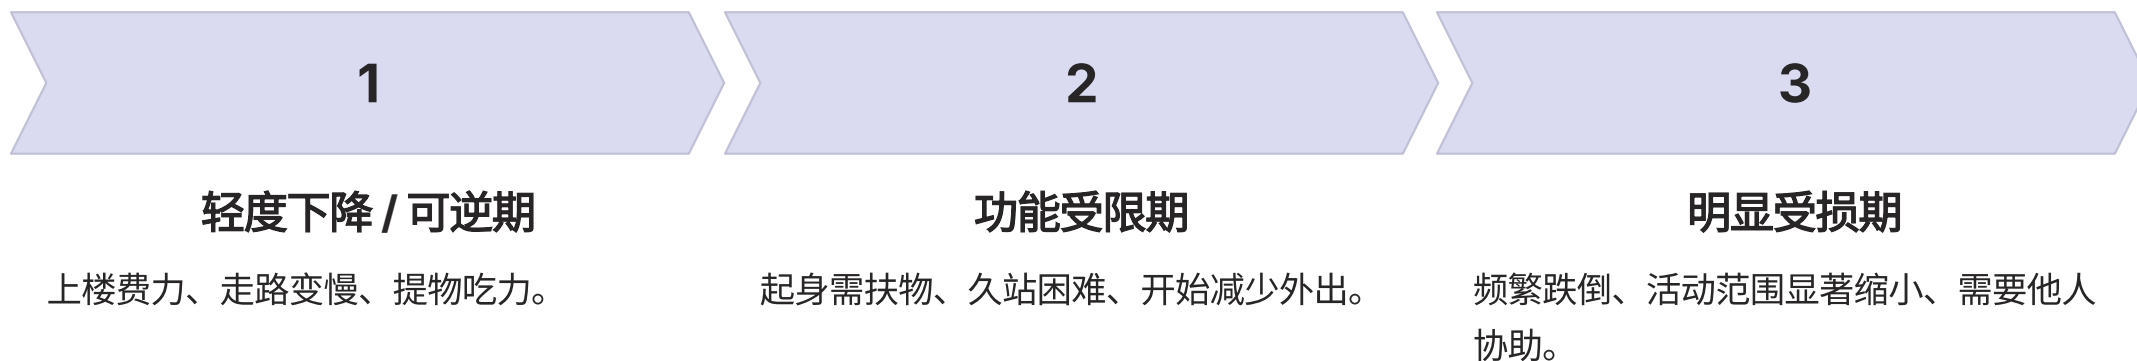 1
2
3
轻度下降 / 可逆期
功能受限期
明显受损期
上楼费力、走路变慢、提物吃力。
起身需扶物、久站困难、开始减少外出。
频繁跌倒、活动范围显著缩小、需要他人
协助。